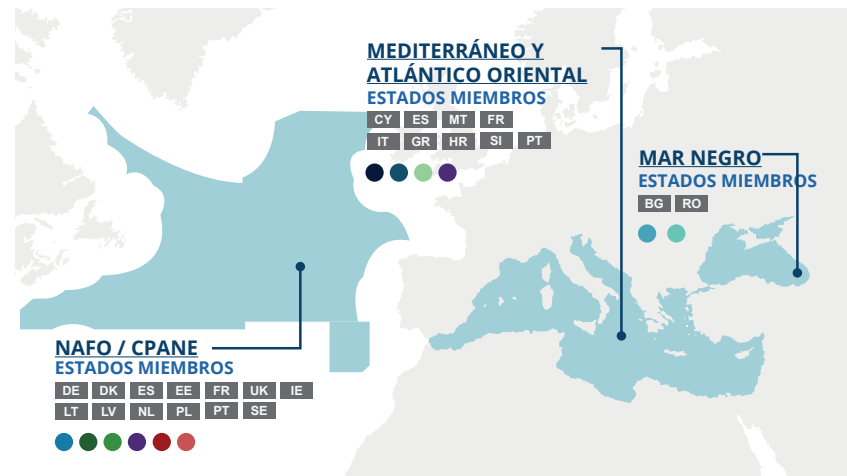 MEDITERRÁNEO Y
ATLÁNTICO ORIENTAL
ESTADOS MIEMBROS
CY ES MT FR
IT GR HR SI PT
MAR NEGRO
ESTADOS MIEMBROS
BG RO
NAFO / CPANE
ESTADOS MIEMBROS
DE DK ES EE FR UK IE
LT LV NL PL PT SE